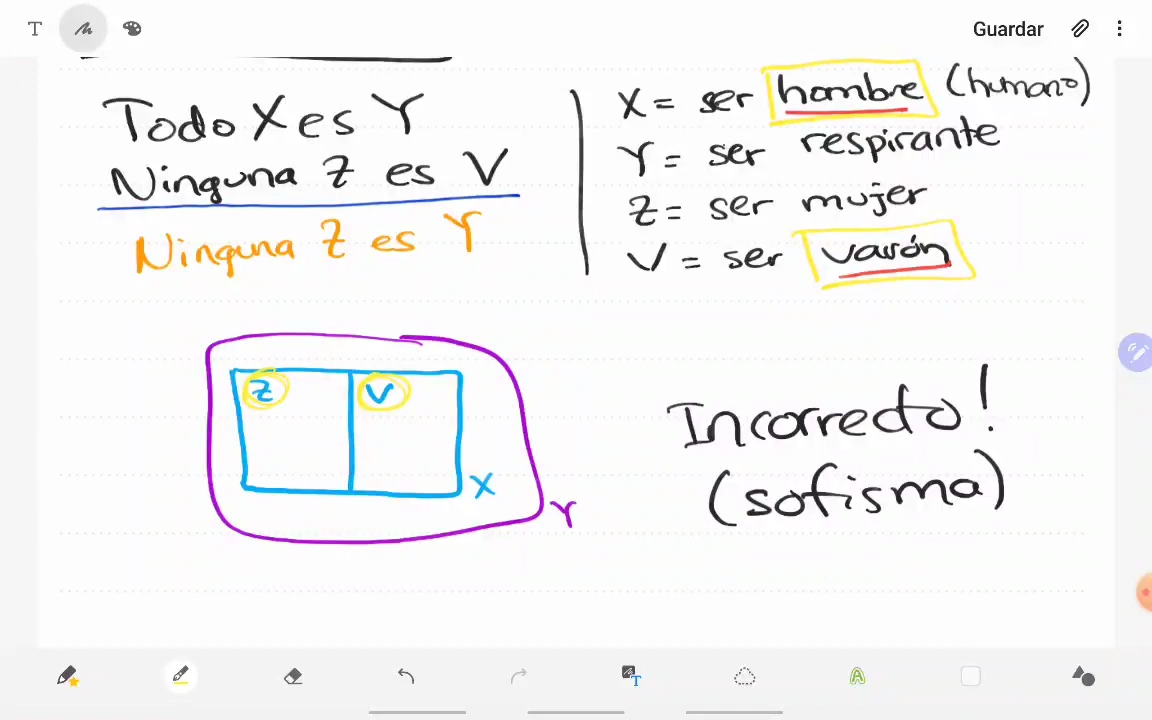 T
Guardar
Todo X es Y
Ninguna Z es V
Ninguna Z es Y
X = ser hombre (humano)
Y = ser respirante
Z = ser mujer
V = ser varón
Z
V
X
Y
Incorrecto!
(sofisma)
T
A